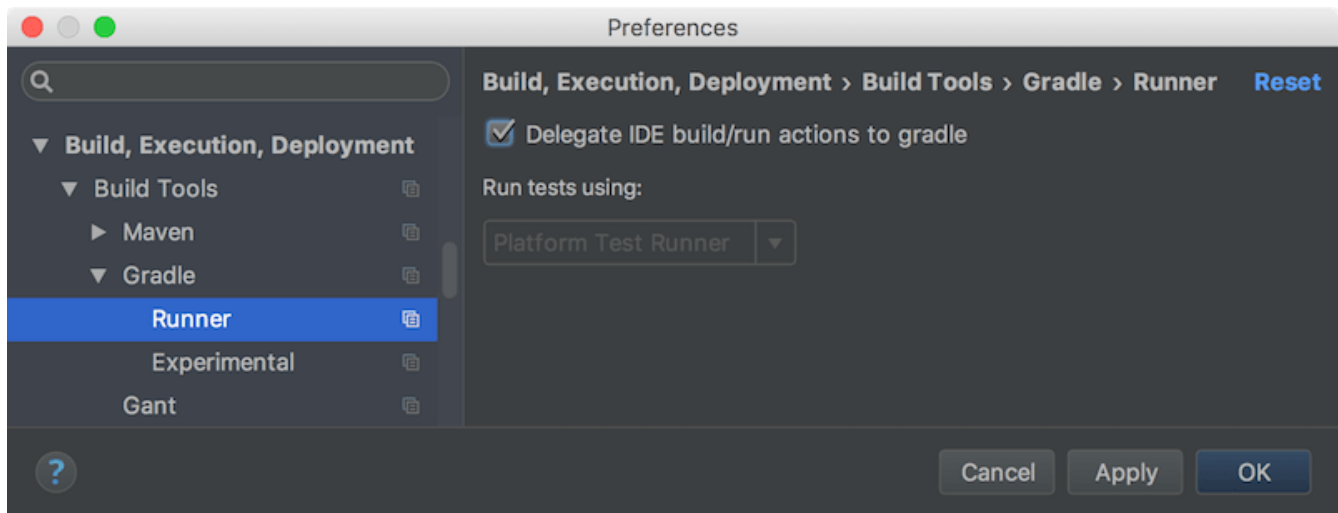 Preferences
Build, Execution, Deployment › Build Tools › Gradle › Runner Reset
Delegate IDE build/run actions to gradle
Run tests using:
Platform Test Runner
Build, Execution, Deployment
Build Tools
Maven
Gradle
Runner
Experimental
Gant
?
Cancel Apply OK